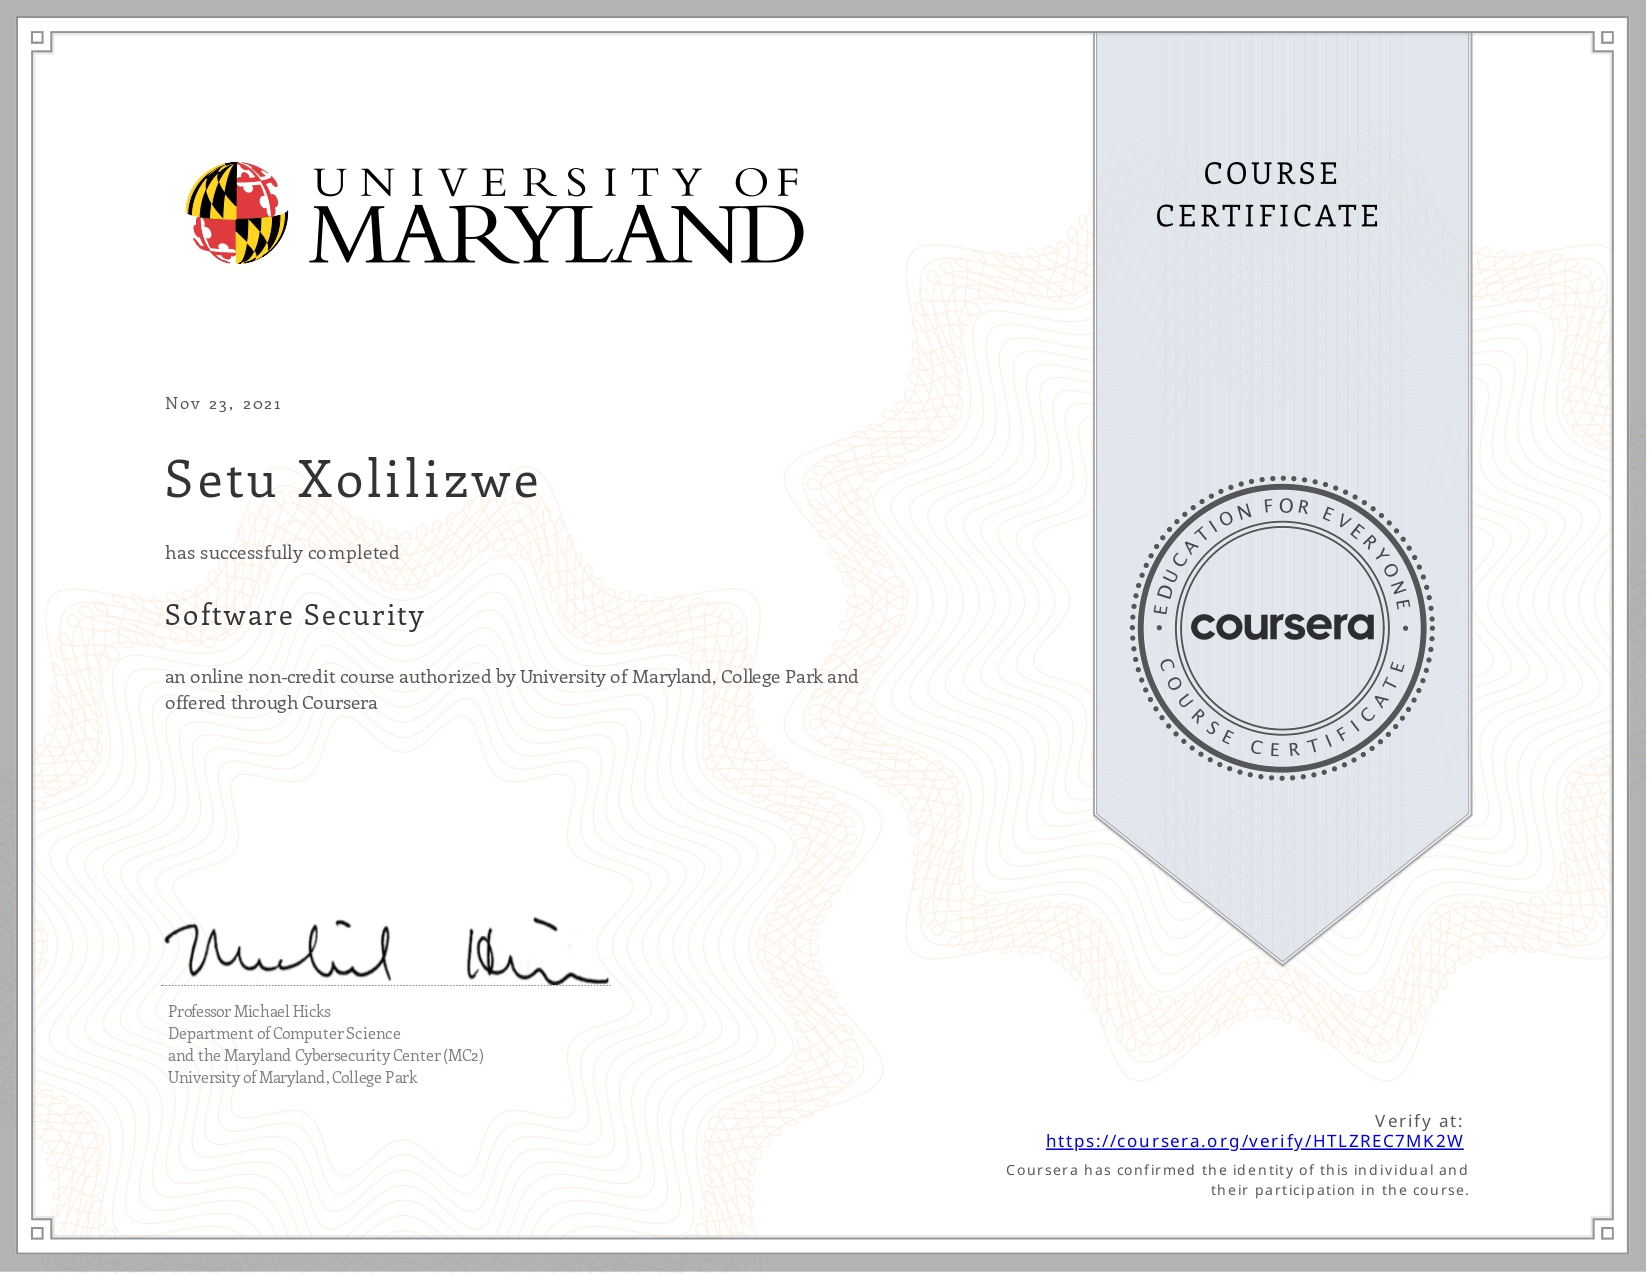 UNIVERSITY OF
MARYLAND
COURSE
CERTIFICATE
Nov 23, 2021
Setu Xolilizwe
has successfully completed
Software Security
an online non-credit course authorized by University of Maryland, College Park and
offered through Coursera
EDUCATION FOR EVERYONE
coursera
COURSE CERTIFICATE
Michael Hicks
Professor Michael Hicks
Department of Computer Science
and the Maryland Cybersecurity Center (MC2)
University of Maryland, College Park
Verify at:
https://coursera.org/verify/HTLZREC7MK2W
Coursera has confirmed the identity of this individual and
their participation in the course.